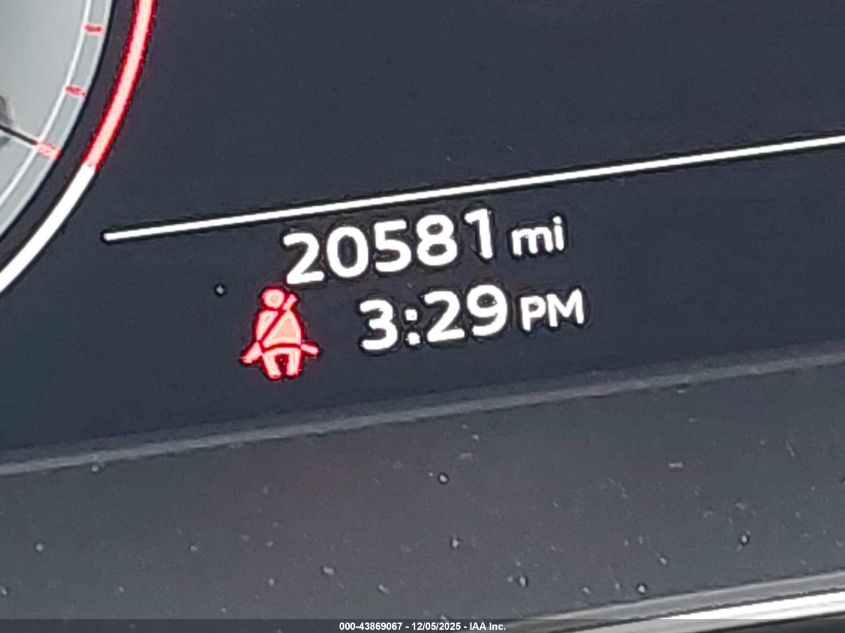 20581 mi
3:29 PM
000-43869067 - 12/05/2025 - IAA Inc.